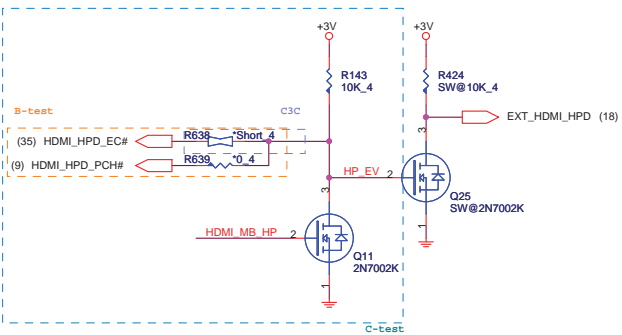 +3V
+3V
R143
10K_4
R424
SW@10K_4
B-test
C3C
EXT_HDMI_HPD (18)
3
(35) HDMI_HPD_EC#
R638
*Short_4
(9) HDMI_HPD_PCH#
R639
*0_4
HP_EV
2
3
Q25
SW@2N7002K
1
HDMI_MB_HP
2
Q11
2N7002K
1
C-test